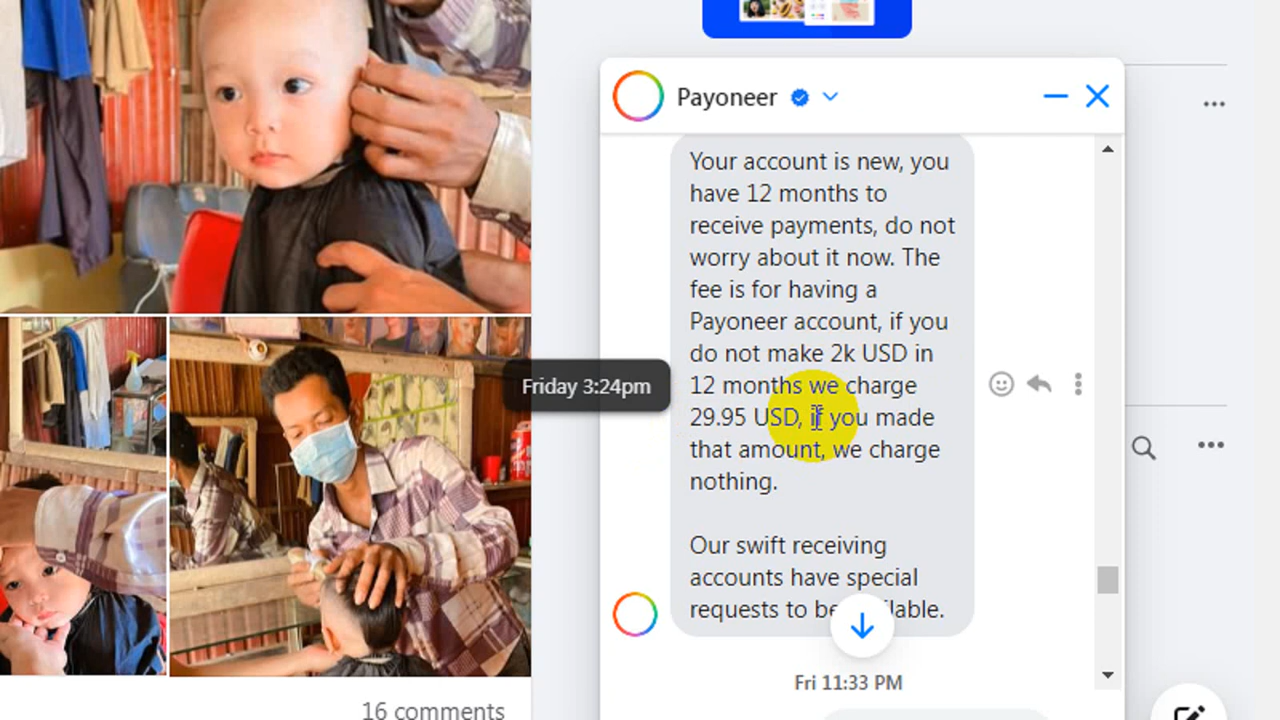 Payoneer
Your account is new, you
have 12 months to
receive payments, do not
worry about it now. The
fee is for having a
Payoneer account, if you
do not make 2k USD in
12 months we charge
29.95 USD, if you made
that amount, we charge
nothing.
Our swift receiving
accounts have special
requests to be
Friday 3:24pm
Fri 11:33 PM
16 comments